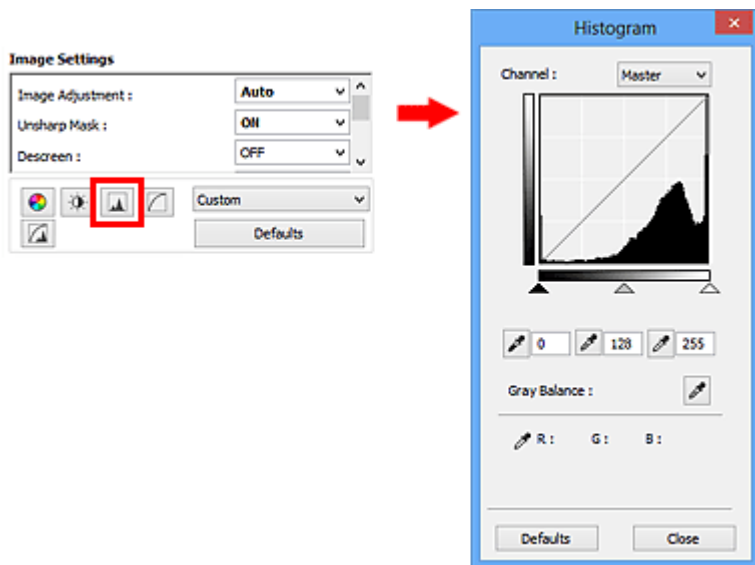 Image Settings
Image Adjustment :
Auto
Unsharp Mask :
ON
Descreen :
OFF
Custom
Defaults
Histogram
Channel :
Master
0
128
255
Gray Balance :
R : G : B :
Defaults
Close